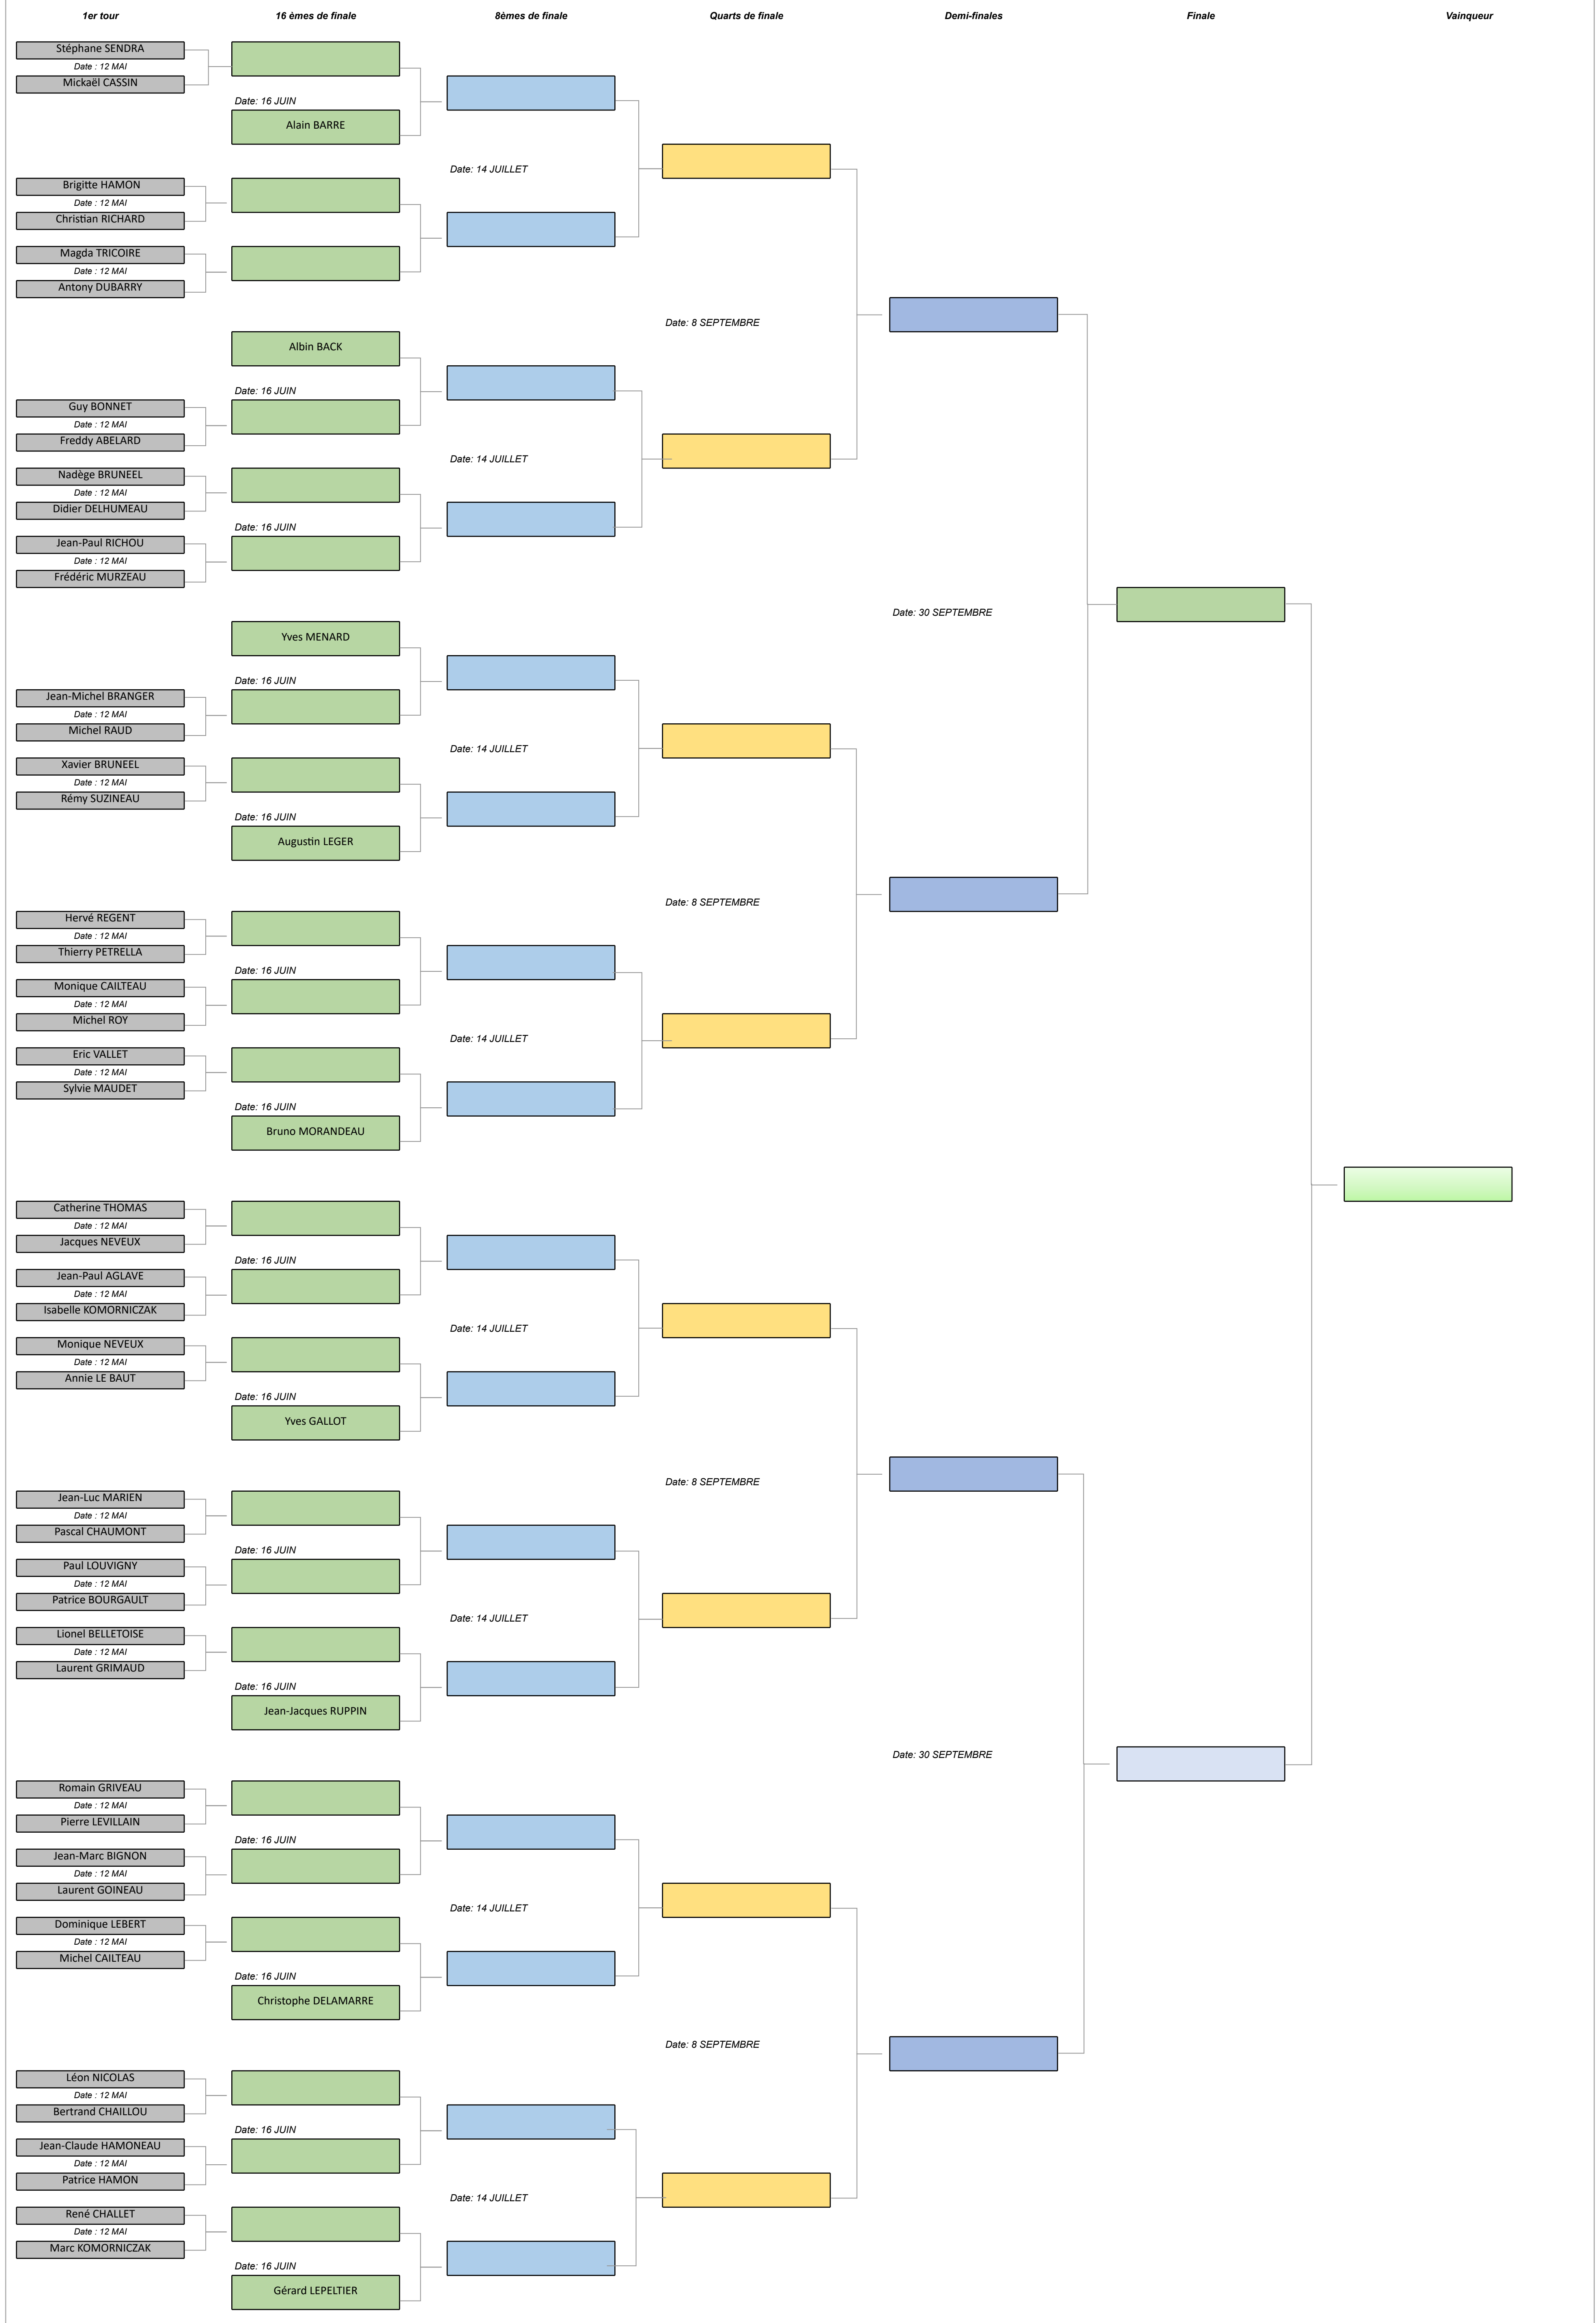 1er tour
16 èmes de finale
8èmes de finale
Quarts de finale
Demi-finales
Finale
Vainqueur
Stéphane SENDRA
Date : 12 MAI
Mickaël CASSIN
Date: 16 JUIN
Alain BARRE
Date: 14 JUILLET
Brigitte HAMON
Date : 12 MAI
Christian RICHARD
Magda TRICOIRE
Date : 12 MAI
Antony DUBARRY
Date: 8 SEPTEMBRE
Albin BACK
Date: 16 JUIN
Guy BONNET
Date : 12 MAI
Freddy ABELARD
Date: 14 JUILLET
Nadège BRUNEEL
Date : 12 MAI
Didier DELHUMEAU
Date: 16 JUIN
Jean-Paul RICHOU
Date : 12 MAI
Frédéric MURZEAU
Date: 30 SEPTEMBRE
Yves MENARD
Date: 16 JUIN
Jean-Michel BRANGER
Date : 12 MAI
Michel RAUD
Date: 14 JUILLET
Xavier BRUNEEL
Date : 12 MAI
Rémy SUZINEAU
Date: 16 JUIN
Augustin LEGER
Date: 8 SEPTEMBRE
Hervé REGENT
Date : 12 MAI
Thierry PETRELLA
Date: 16 JUIN
Monique CAILTEAU
Date : 12 MAI
Michel ROY
Date: 14 JUILLET
Eric VALLET
Date : 12 MAI
Sylvie MAUDET
Date: 16 JUIN
Bruno MORANDEAU
Catherine THOMAS
Date : 12 MAI
Jacques NEVEUX
Date: 16 JUIN
Jean-Paul AGLAVE
Date : 12 MAI
Isabelle KOMORNICZAK
Date: 14 JUILLET
Monique NEVEUX
Date : 12 MAI
Annie LE BAUT
Date: 16 JUIN
Yves GALLOT
Date: 8 SEPTEMBRE
Jean-Luc MARIEN
Date : 12 MAI
Pascal CHAUMONT
Date: 16 JUIN
Paul LOUVIGNY
Date : 12 MAI
Patrice BOURGAULT
Date: 14 JUILLET
Lionel BELLETOISE
Date : 12 MAI
Laurent GRIMAUD
Date: 16 JUIN
Jean-Jacques RUPPIN
Date: 30 SEPTEMBRE
Romain GRIVEAU
Date : 12 MAI
Pierre LEVILLAIN
Date: 16 JUIN
Jean-Marc BIGNON
Date : 12 MAI
Laurent GOINEAU
Date: 14 JUILLET
Dominique LEBERT
Date : 12 MAI
Michel CAILTEAU
Date: 16 JUIN
Christophe DELAMARRE
Date: 8 SEPTEMBRE
Léon NICOLAS
Date : 12 MAI
Bertrand CHAILLOU
Date: 16 JUIN
Jean-Claude HAMONEAU
Date : 12 MAI
Patrice HAMON
Date: 14 JUILLET
René CHALLET
Date : 12 MAI
Marc KOMORNICZAK
Date: 16 JUIN
Gérard LEPELTIER